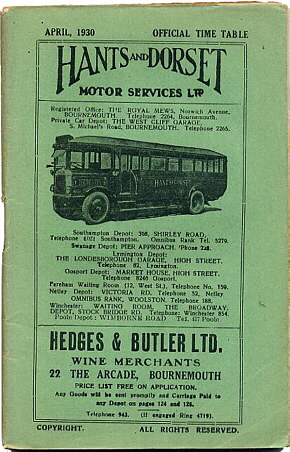 APRIL, 1930 OFFICIAL TIME TABLE
HANTS AND DORSET
MOTOR SERVICES LTD
Registered Office: THE ROYAL MEWS, Norwich Avenue,
BOURNEMOUTH. Telephone 2264, Bournemouth.
Private Car Depot: THE WEST CLIFF GARAGE,
S. Michael's Road, BOURNEMOUTH. Telephone 2265.
HANTS & DORSET
Southampton Depot: 308, SHIRLEY ROAD,
Telephone 4021 Southampton. Omnibus Rank Tel. 5279.
Swanage Depot: PIER APPROACH, 'Phone 228.
Lymington Depot:
THE LONDESBOROUGH GARAGE, HIGH STREET.
Telephone 82, Lymington.
Gosport Depot: MARKET HOUSE, HIGH STREET.
Telephone 8248 Gosport.
Fareham Waiting Room (12, West St.), Telephone No. 159.
Netley Depot: VICTORIA RD. Telephone 52, Netley
OMNIBUS RANK, WOOLSTON. Telephone 188.
Winchester: WAITING ROOM, THE BROADWAY.
DEPOT, STOCK BRIDGE RD. Telephone: Winchester 854.
Poole Depot: WIMBORNE ROAD Tel. 437 Poole
HEDGES & BUTLER LTD.
WINE MERCHANTS
22 THE ARCADE, BOURNEMOUTH
PRICE LIST FREE ON APPLICATION.
Any Goods will be sent promptly and Carriage Paid to
any Depot on pages 124 and 126.
Telephone 943. (If engaged Ring 4719).
COPYRIGHT. ALL RIGHTS RESERVED.